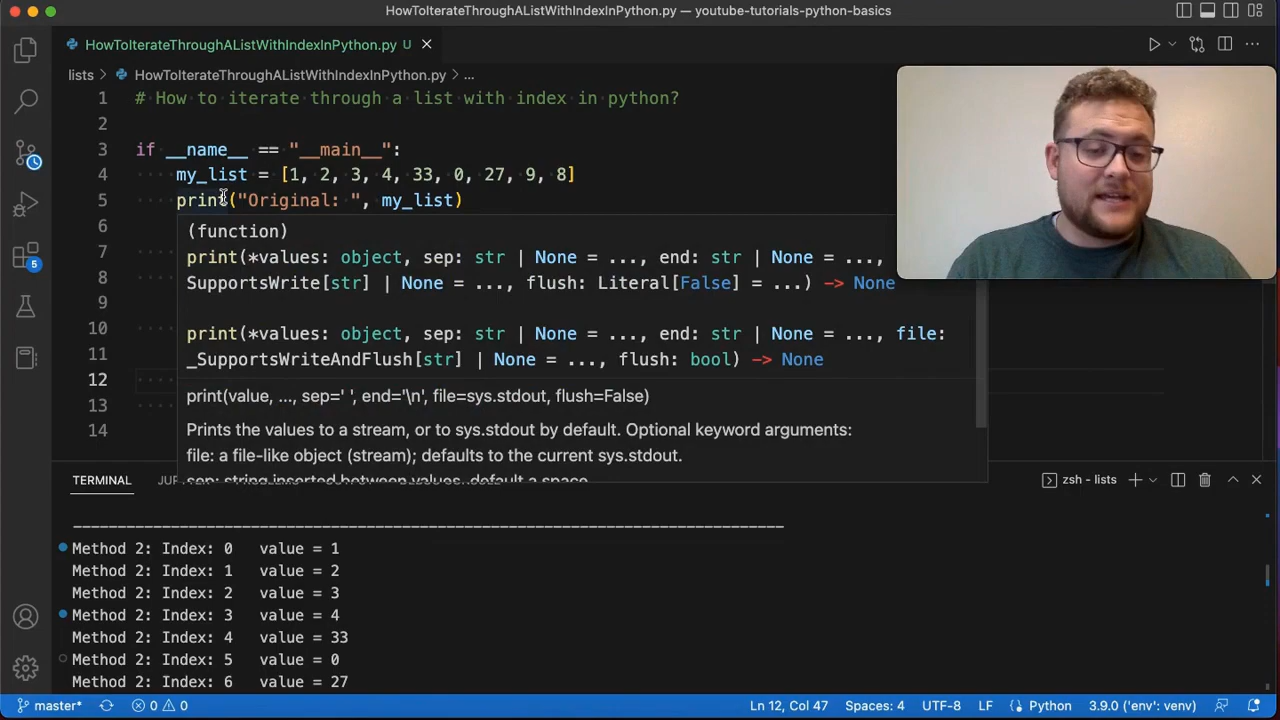 HowToIterateThroughAListWithIndexInPython.py — youtube-tutorials-python-basics
HowToIterateThroughAListWithIndexInPython.py U
lists > HowToIterateThroughAListWithIndexInPython.py > ...
1 # How to iterate through a list with index in python?
2
3 if __name__ == "__main__":
4 my_list = [1, 2, 3, 4, 33, 0, 27, 9, 8]
5 print("Original: ", my_list)
6
7
8
9
10
11
12
13
14
(function)
print(*values: object, sep: str | None = ..., end: str | None = ...,
SupportsWrite[str] | None = ..., flush: Literal[False] = ...) -> None
print(*values: object, sep: str | None = ..., end: str | None = ..., file:
_SupportsWriteAndFlush[str] | None = ..., flush: bool) -> None
print(value, ..., sep=' ', end='\n', file=sys.stdout, flush=False)
Prints the values to a stream, or to sys.stdout by default. Optional keyword arguments:
file: a file-like object (stream); defaults to the current sys.stdout.
sep: string inserted between values, default a space.
5
TERMINAL
zsh - lists
Method 2: Index: 0 value = 1
Method 2: Index: 1 value = 2
Method 2: Index: 2 value = 3
Method 2: Index: 3 value = 4
Method 2: Index: 4 value = 33
Method 2: Index: 5 value = 0
Method 2: Index: 6 value = 27
master* 0 0 Ln 12, Col 47 Spaces: 4 UTF-8 LF Python 3.9.0 ('env': venv)